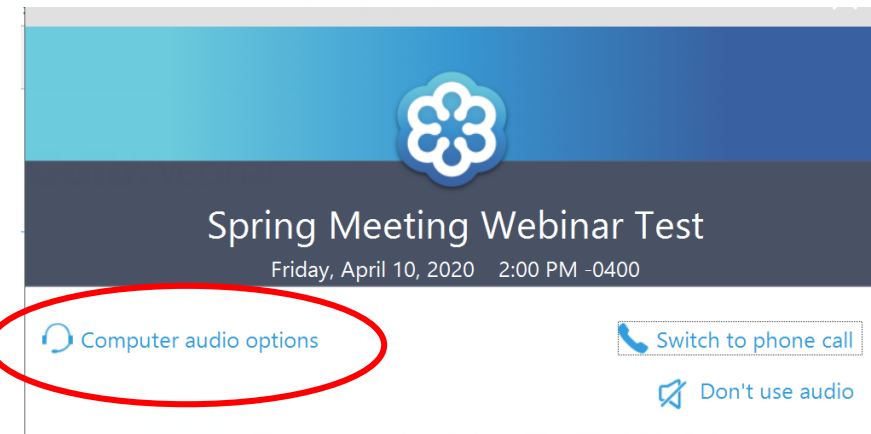 Spring Meeting Webinar Test
Friday, April 10, 2020 2:00 PM -0400
Computer audio options
Switch to phone call
Don't use audio